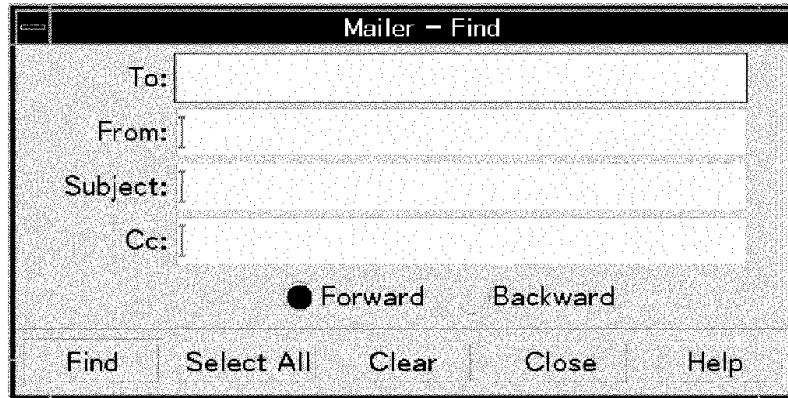 Mailer - Find
To:
From:
Subject:
Cc:
Forward Backward
Find Select All Clear Close Help